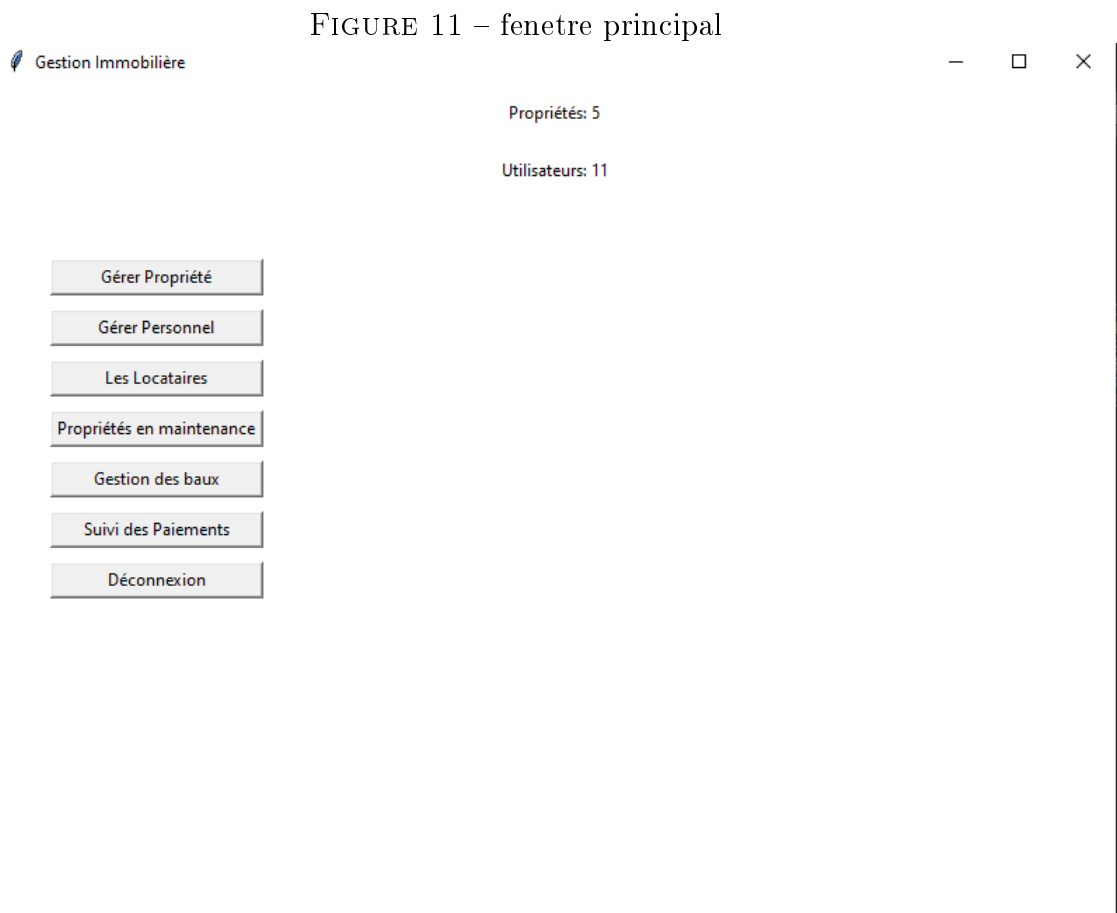 FIGURE 11 – fenetre principal
Gestion Immobilière
Propriétés: 5
Utilisateurs: 11
Gérer Propriété
Gérer Personnel
Les Locataires
Propriétés en maintenance
Gestion des baux
Suivi des Paiements
Déconnexion